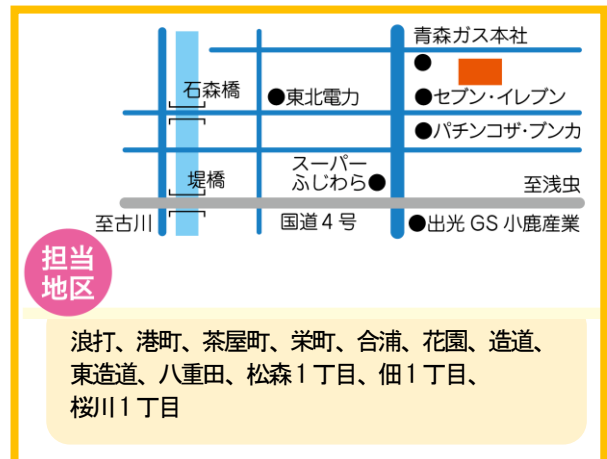 青森ガス本社
石森橋
●東北電力
●セブン・イレブン
●パチンコザ・ブンカ
スーパー
ふじわら●
堤橋
至浅虫
至古川
国道4号
●出光GS小鹿産業
担当
地区
浪打、港町、茶屋町、栄町、合浦、花園、造道、
東造道、八重田、松森1丁目、佃1丁目、
桜川1丁目